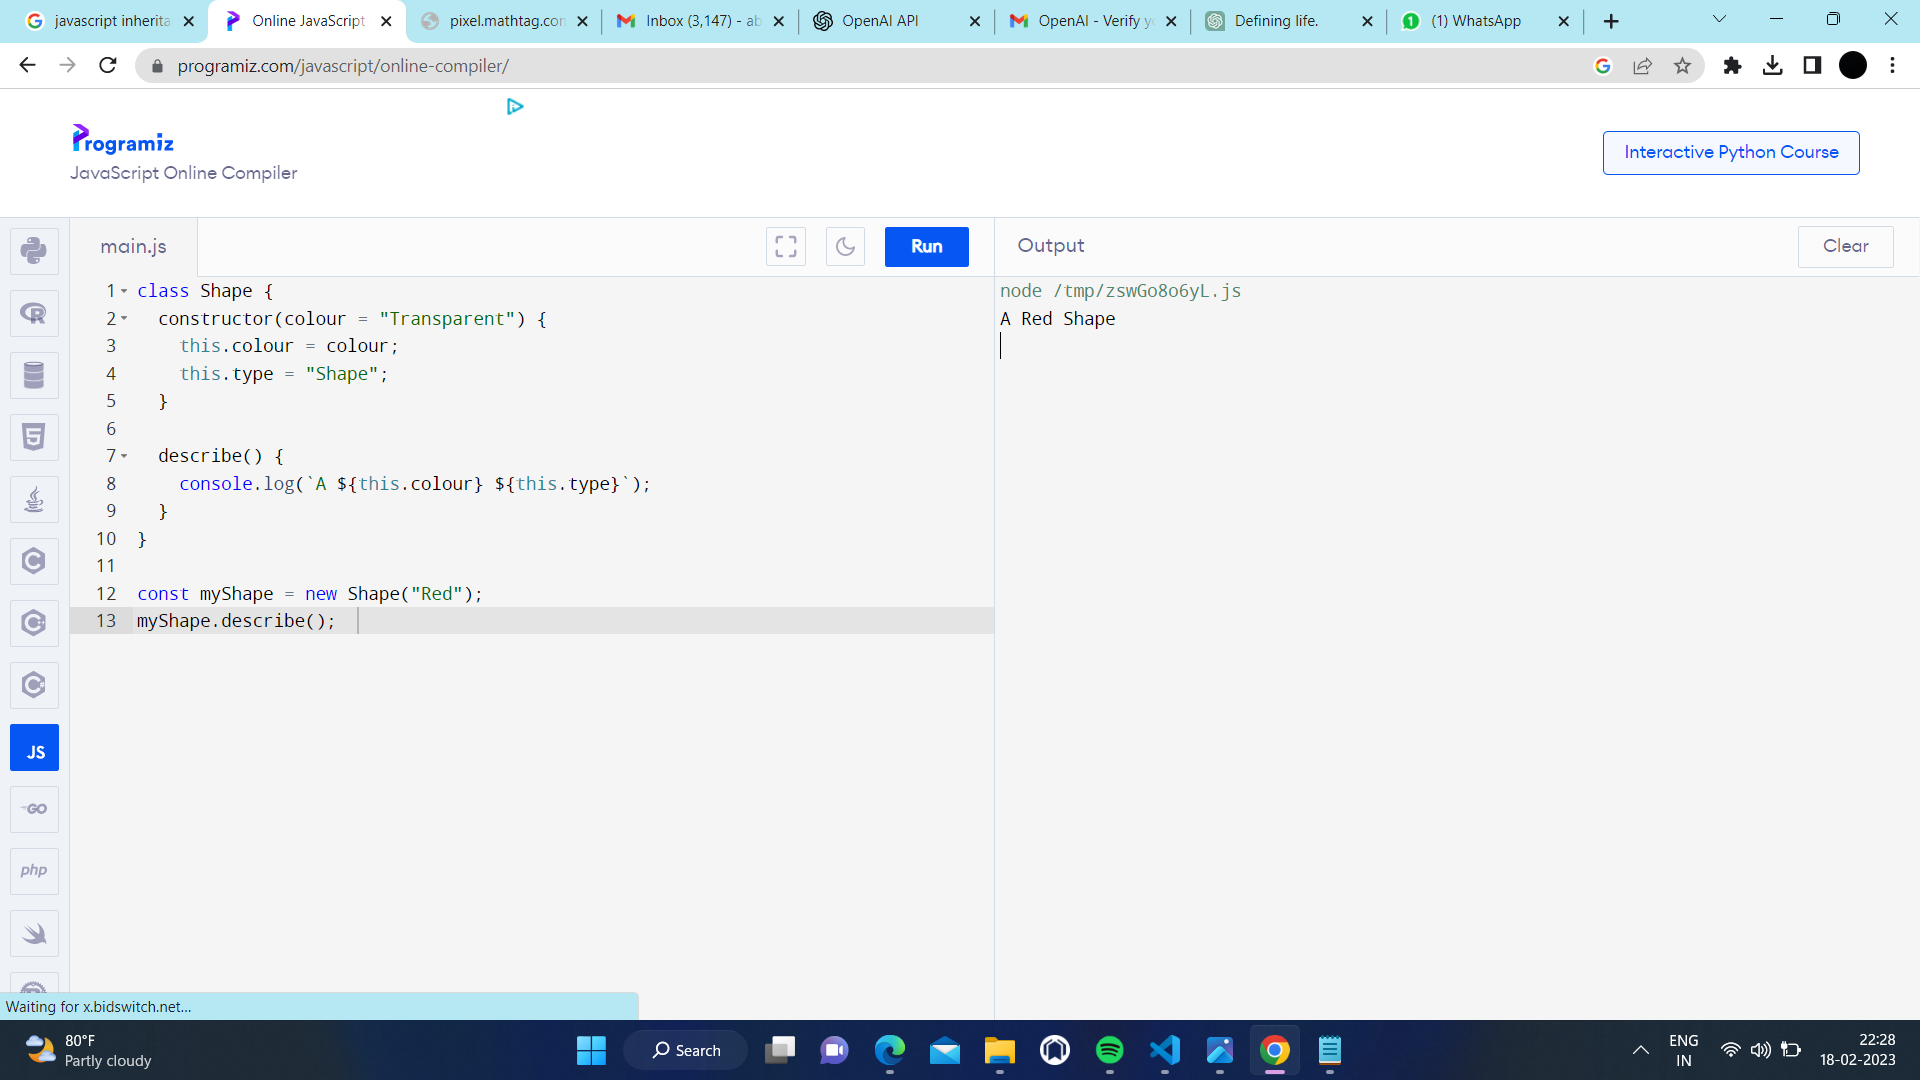 javascript inherita
Online JavaScript
pixel.mathtag.con
Inbox (3,147) - ab
OpenAI API
OpenAI - Verify yo
Defining life.
1
(1) WhatsApp
programiz.com/javascript/online-compiler/
Programiz
JavaScript Online Compiler
Interactive Python Course
main.js
Run
Output
Clear
1 class Shape {
2 constructor(colour = "Transparent") {
3 this.colour = colour;
4 this.type = "Shape";
5 }
6
7 describe() {
8 console.log(`A ${this.colour} ${this.type}`);
9 }
10 }
11
12 const myShape = new Shape("Red");
13 myShape.describe();
node /tmp/zswGo8o6yL.js
A Red Shape
JS
GO
php
Waiting for x.bidswitch.net...
80°F
Partly cloudy
Search
ENG
IN
22:28
18-02-2023